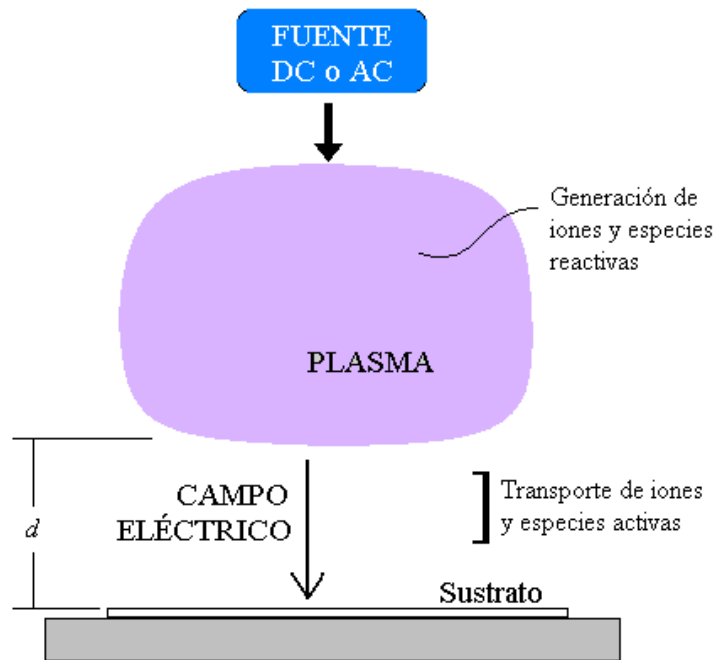 FUENTE
DC o AC
Generación de
iones y especies
reactivas
PLASMA
CAMPO
ELÉCTRICO
Transporte de iones
y especies activas
d
Sustrato